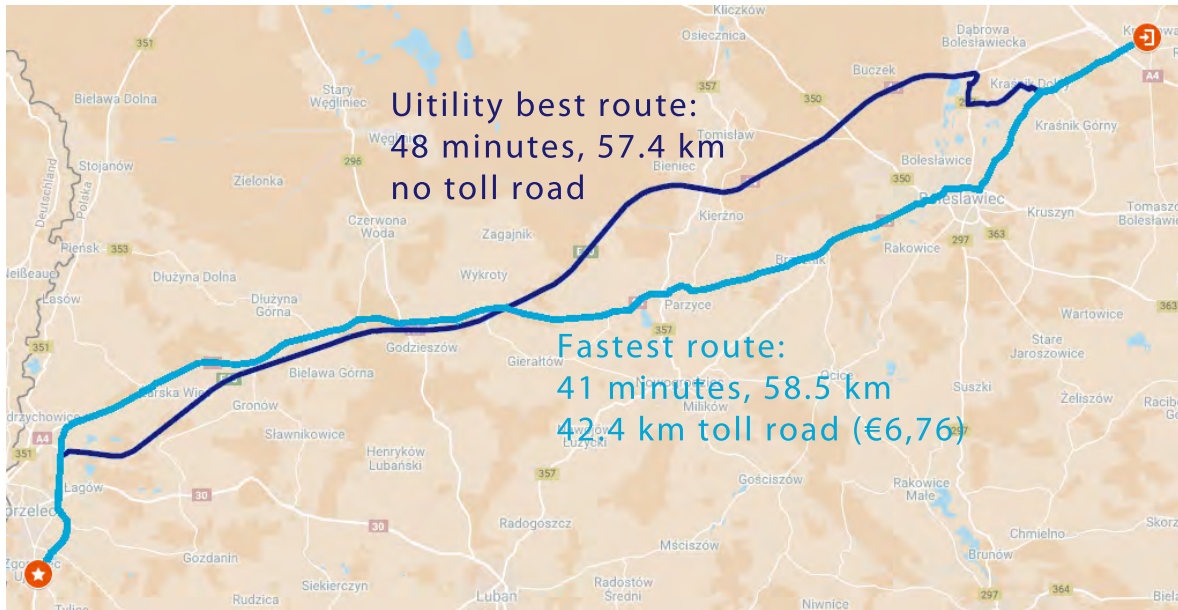 Kliczków
351
Osiecznica
Dąbrowa
Bolesławiecka
Buczek
Kraśnik Dolny
A4
357
Bielawa Dolna
Stary
Węgliniec
Uitility best route:
48 minutes, 57.4 km
no toll road
350
Kraśnik Górny
Tomisław
Bieniec
Bolesławice
Stojanów
296
Zielonka
350
Deutschland
Polska
Kierżno
Kruszyn
Czerwona
Woda
Zagajnik
363
297
Rakowice
Pieńsk
353
Wykroty
Dłużyna Dolna
Lasów
Dłużyna
Górna
Parzyce
363
Wartowice
357
351
Godzieszów
Gierałtów
Fastest route:
41 minutes, 58.5 km
42.4 km toll road (€6,76)
Stare
Jaroszowice
Bielawa Górna
Suszki
Żeliszów
Gronów
Milików
A4
351
Sławnikowice
Henryków
Lubański
357
Gościszów
Rakowice
Małe
Łagów
30
30
Radogoszcz
Chmielno
Mściszów
Brunów
Gozdanin
Siekierczyn
Radostów
Średni
Rudzica
Luban
Niwnice
297
364